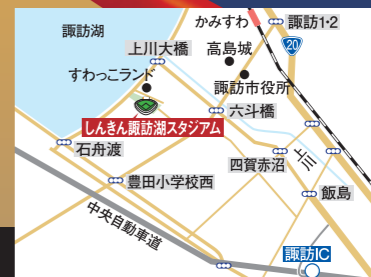 かみすわ
諏訪湖
諏訪1・2
上川大橋
高島城
20
すわっこランド
諏訪市役所
六斗橋
しんきん諏訪湖スタジアム
石舟渡
四賀赤沼
上川
豊田小学校西
飯島
中央自動車道
諏訪IC